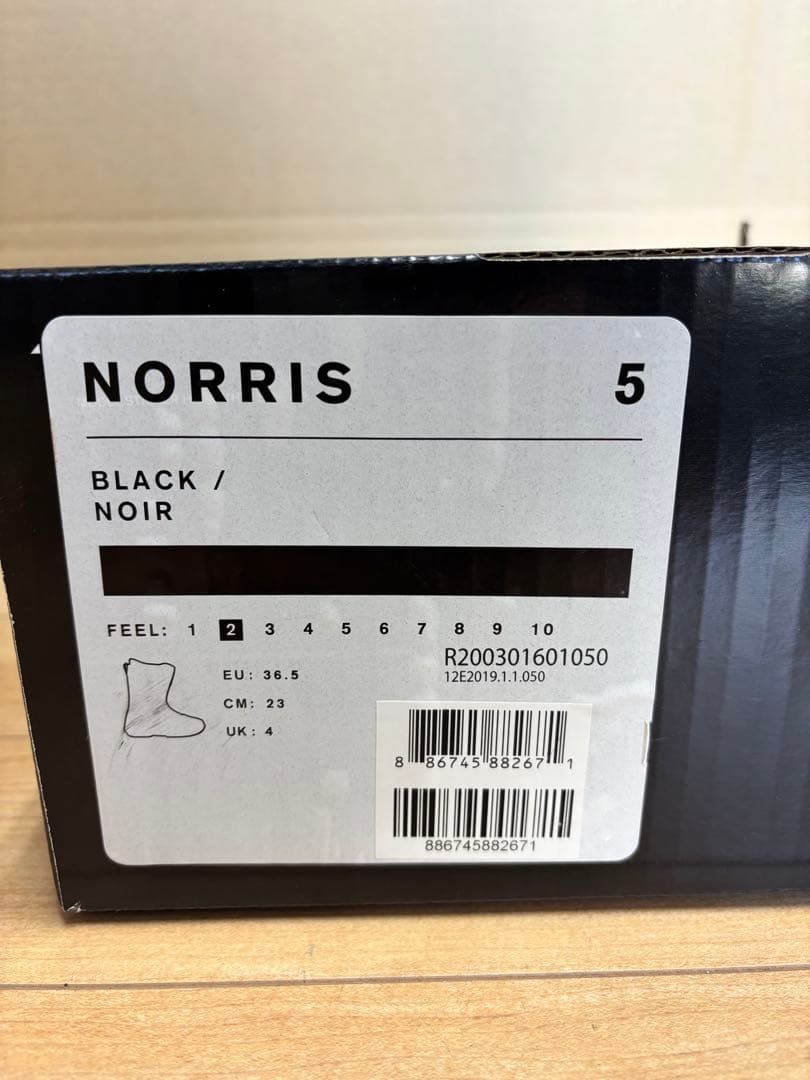 NORRIS 5
BLACK /
NOIR
FEEL: 1 2 3 4 5 6 7 8 9 10
R200301601050
12E2019.1.1.050
EU: 36.5
CM: 23
UK: 4
8 86745 88267 1
886745882671